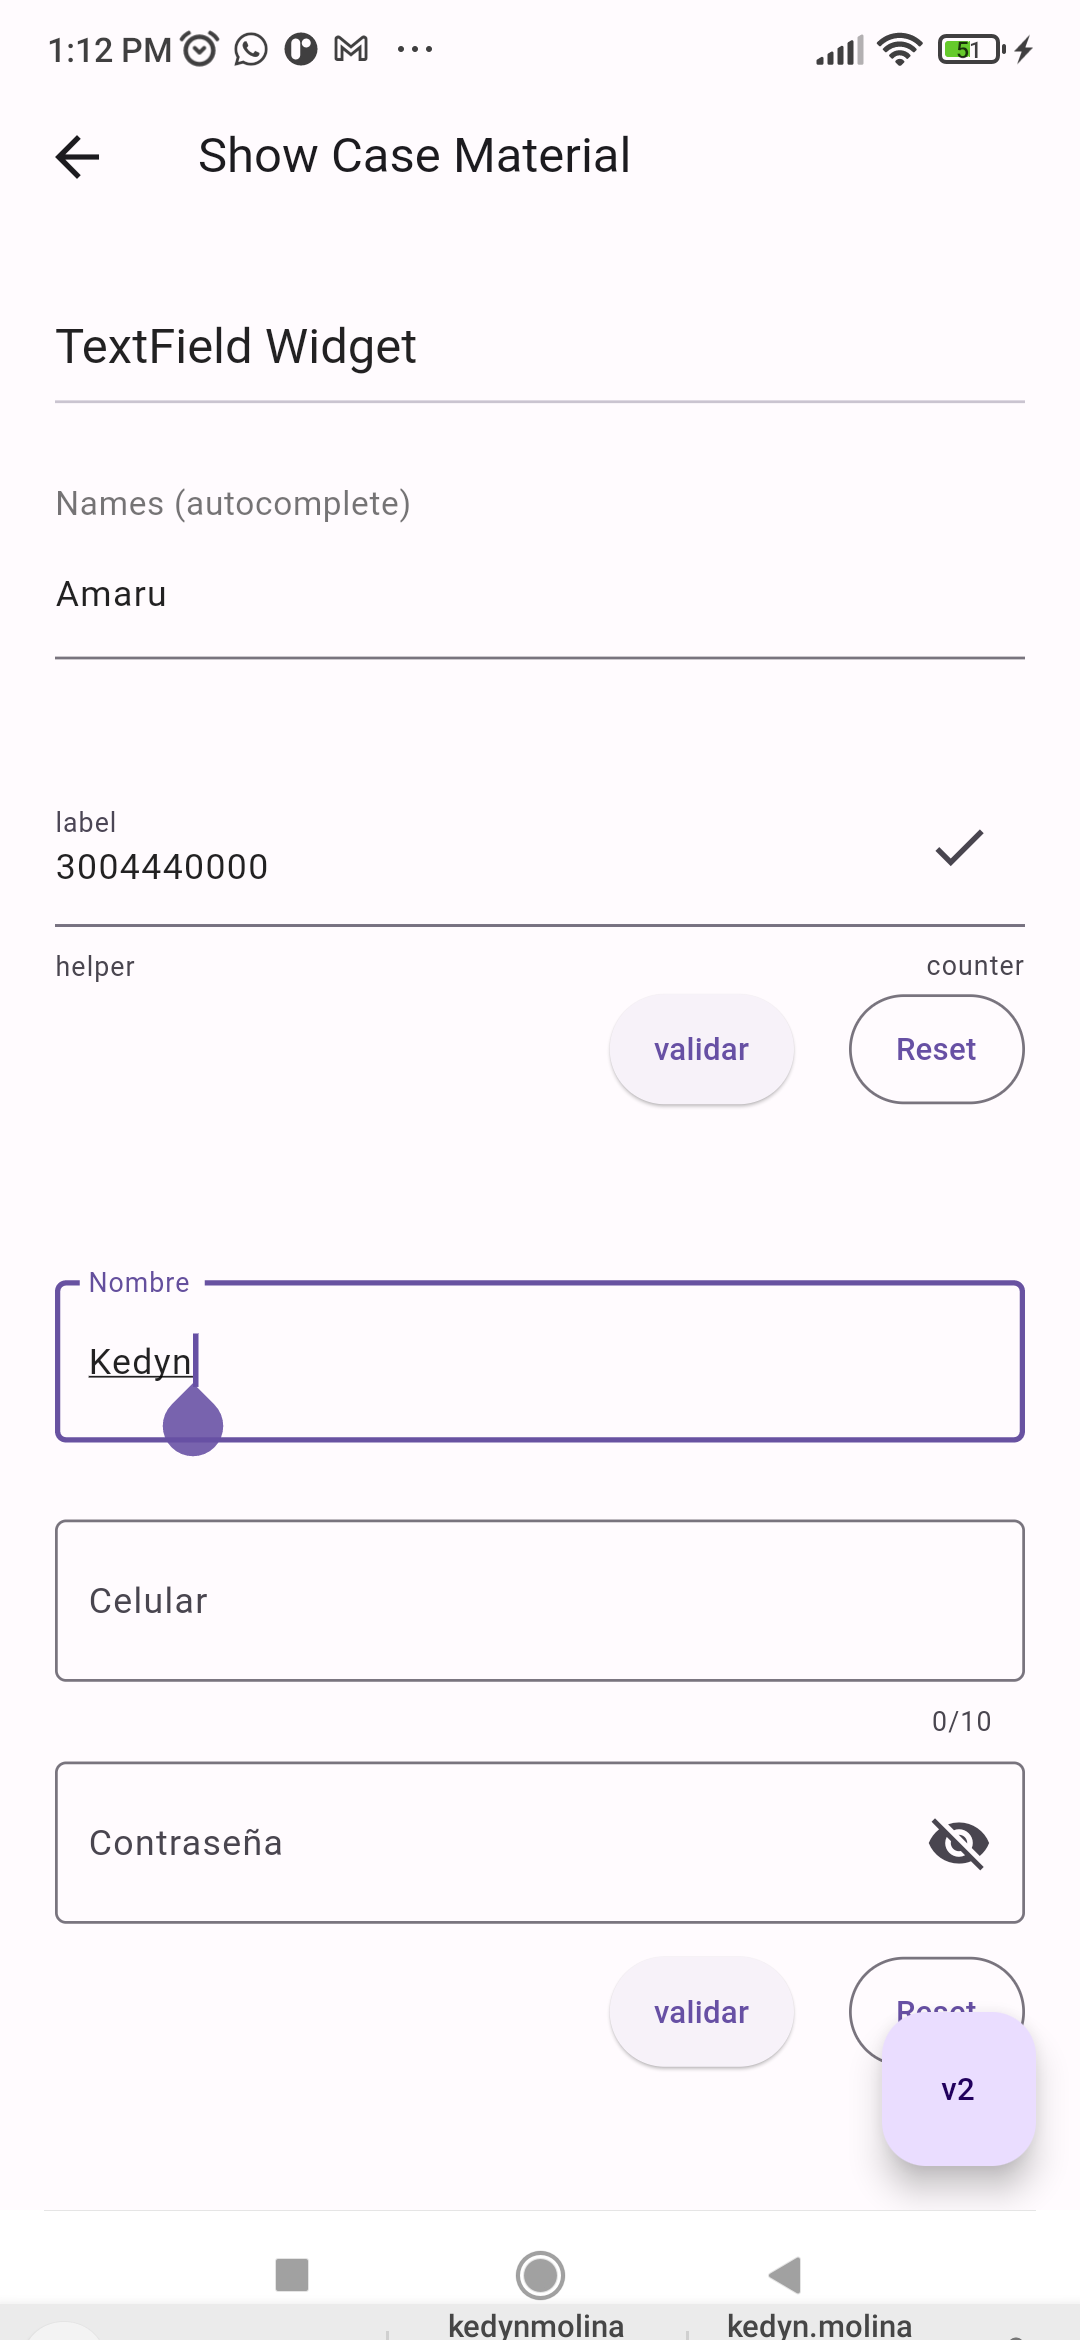 1:12 PM 51
Show Case Material
TextField Widget
Names (autocomplete)
Amaru
label
3004440000
helper counter
validar Reset
Nombre
Kedyn
Celular
0/10
Contraseña
validar Reset
v2
kedynmolina kedyn.molina